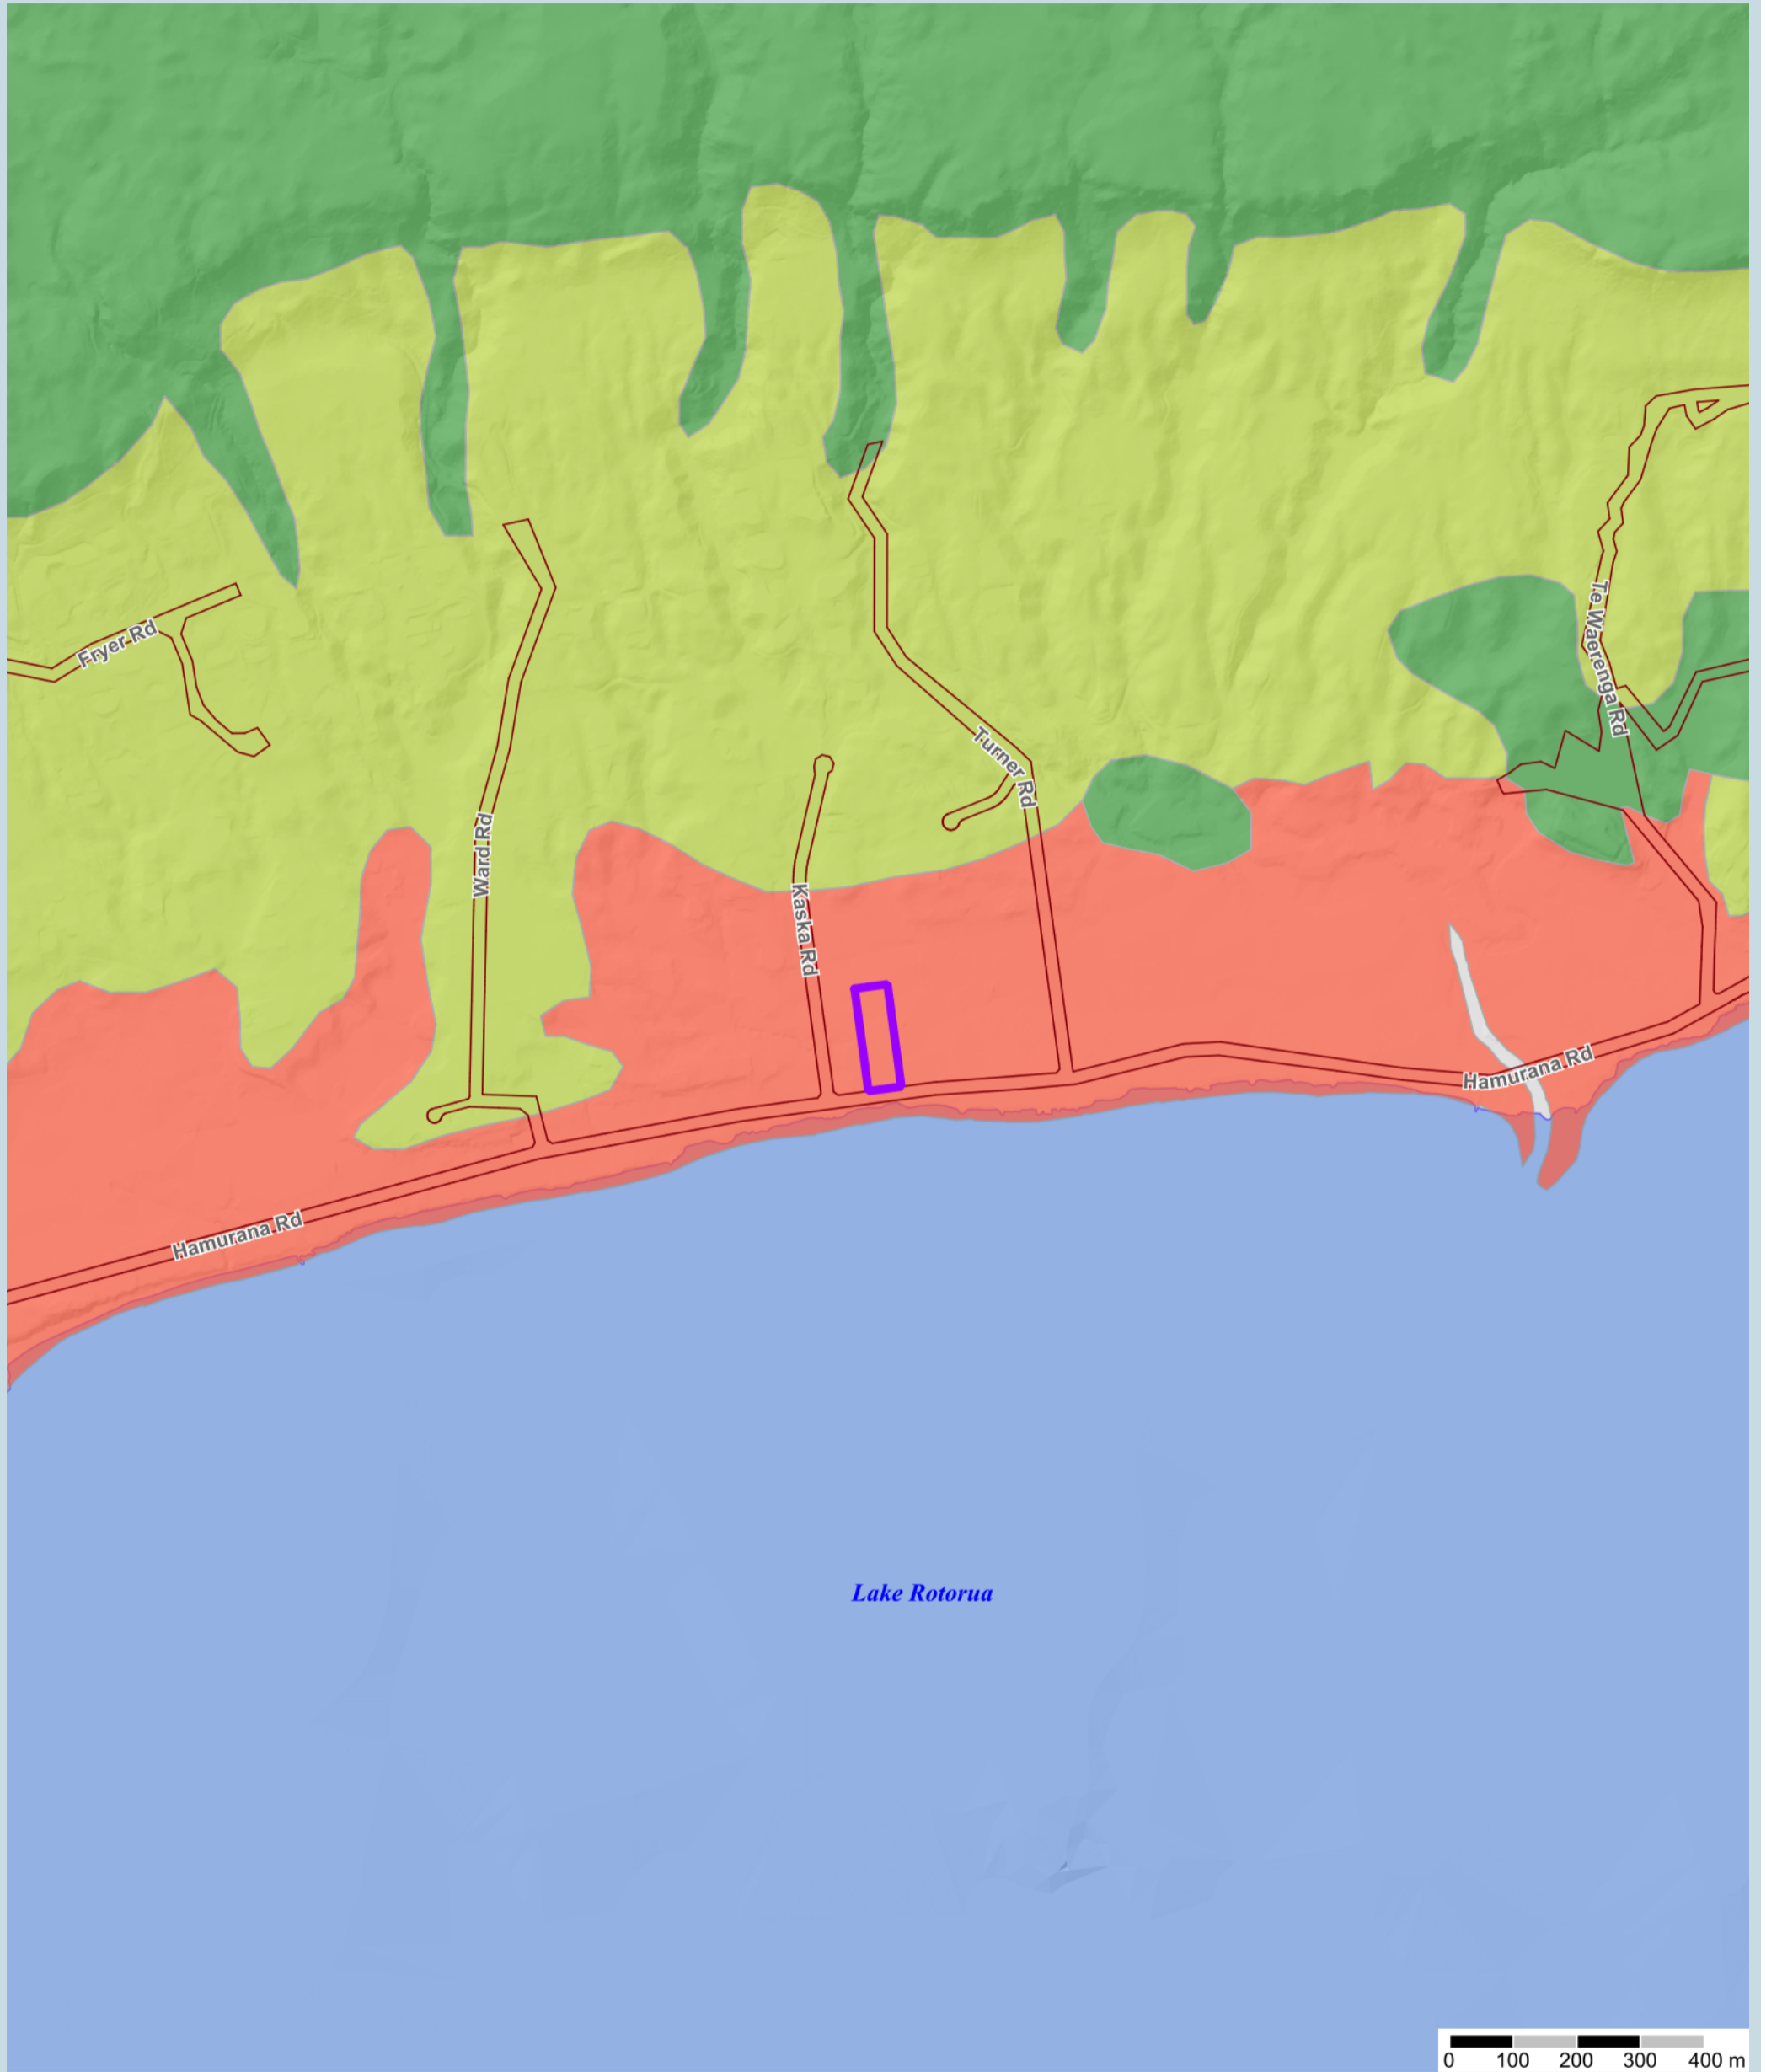 Fryer Rd
Te Waerenga Rd
Turner Rd
Ward Rd
Kaska Rd
Hamurana Rd
Hamurana Rd
Lake Rotorua
0 100 200 300 400 m